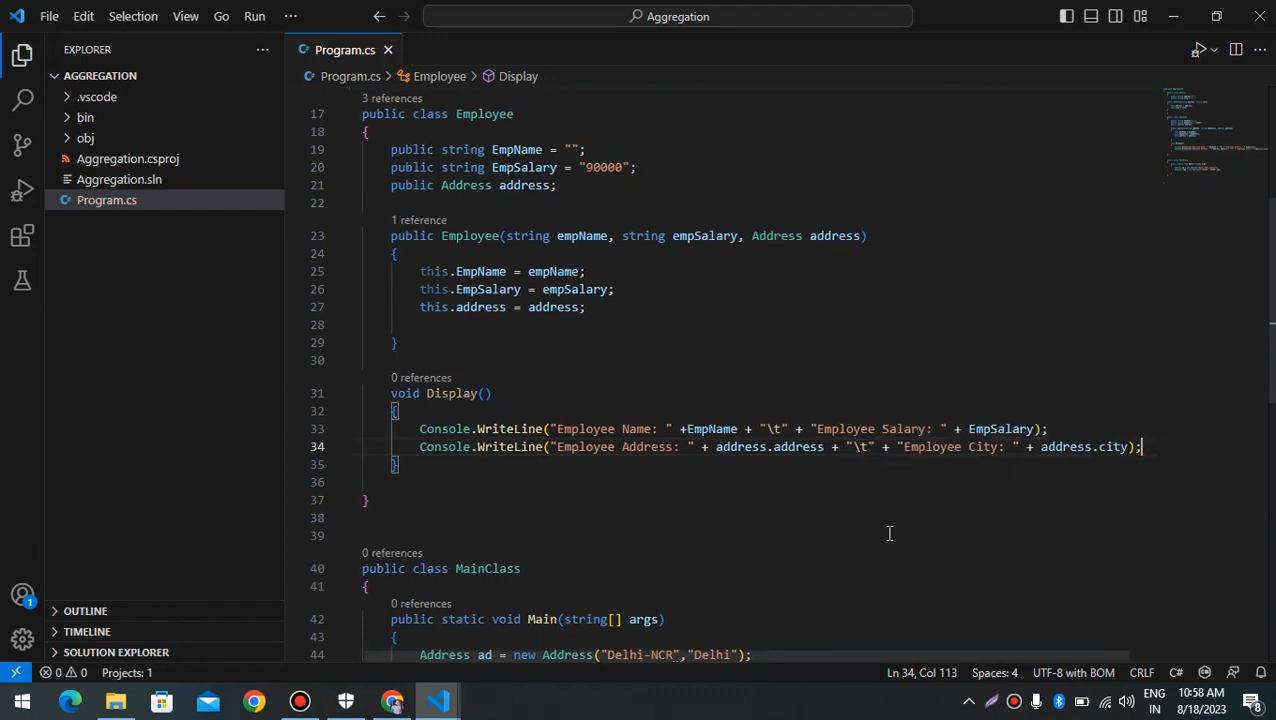 File Edit Selection View Go Run ··· Aggregation
EXPLORER ···
AGGREGATION
.vscode
bin
obj
Aggregation.csproj
Aggregation.sln
Program.cs
OUTLINE
TIMELINE
SOLUTION EXPLORER
Program.cs
Program.cs > Employee > Display
3 references
17 public class Employee
18 {
19 public string EmpName = "";
20 public string EmpSalary = "90000";
21 public Address address;
22
1 reference
23 public Employee(string empName, string empSalary, Address address)
24 {
25 this.EmpName = empName;
26 this.EmpSalary = empSalary;
27 this.address = address;
28
29 }
30
0 references
31 void Display()
32 {
33 Console.WriteLine("Employee Name: " +EmpName + "\t" + "Employee Salary: " + EmpSalary);
34 Console.WriteLine("Employee Address: " + address.address + "\t" + "Employee City: " + address.city);
35 }
36
37 }
38
39
0 references
40 public class MainClass
41 {
0 references
42 public static void Main(string[] args)
43 {
44 Address ad = new Address("Delhi-NCR","Delhi");
1
0 0 Projects: 1 Ln 34, Col 113 Spaces: 4 UTF-8 with BOM CRLF C#
ENG
IN
10:58 AM
8/18/2023
8